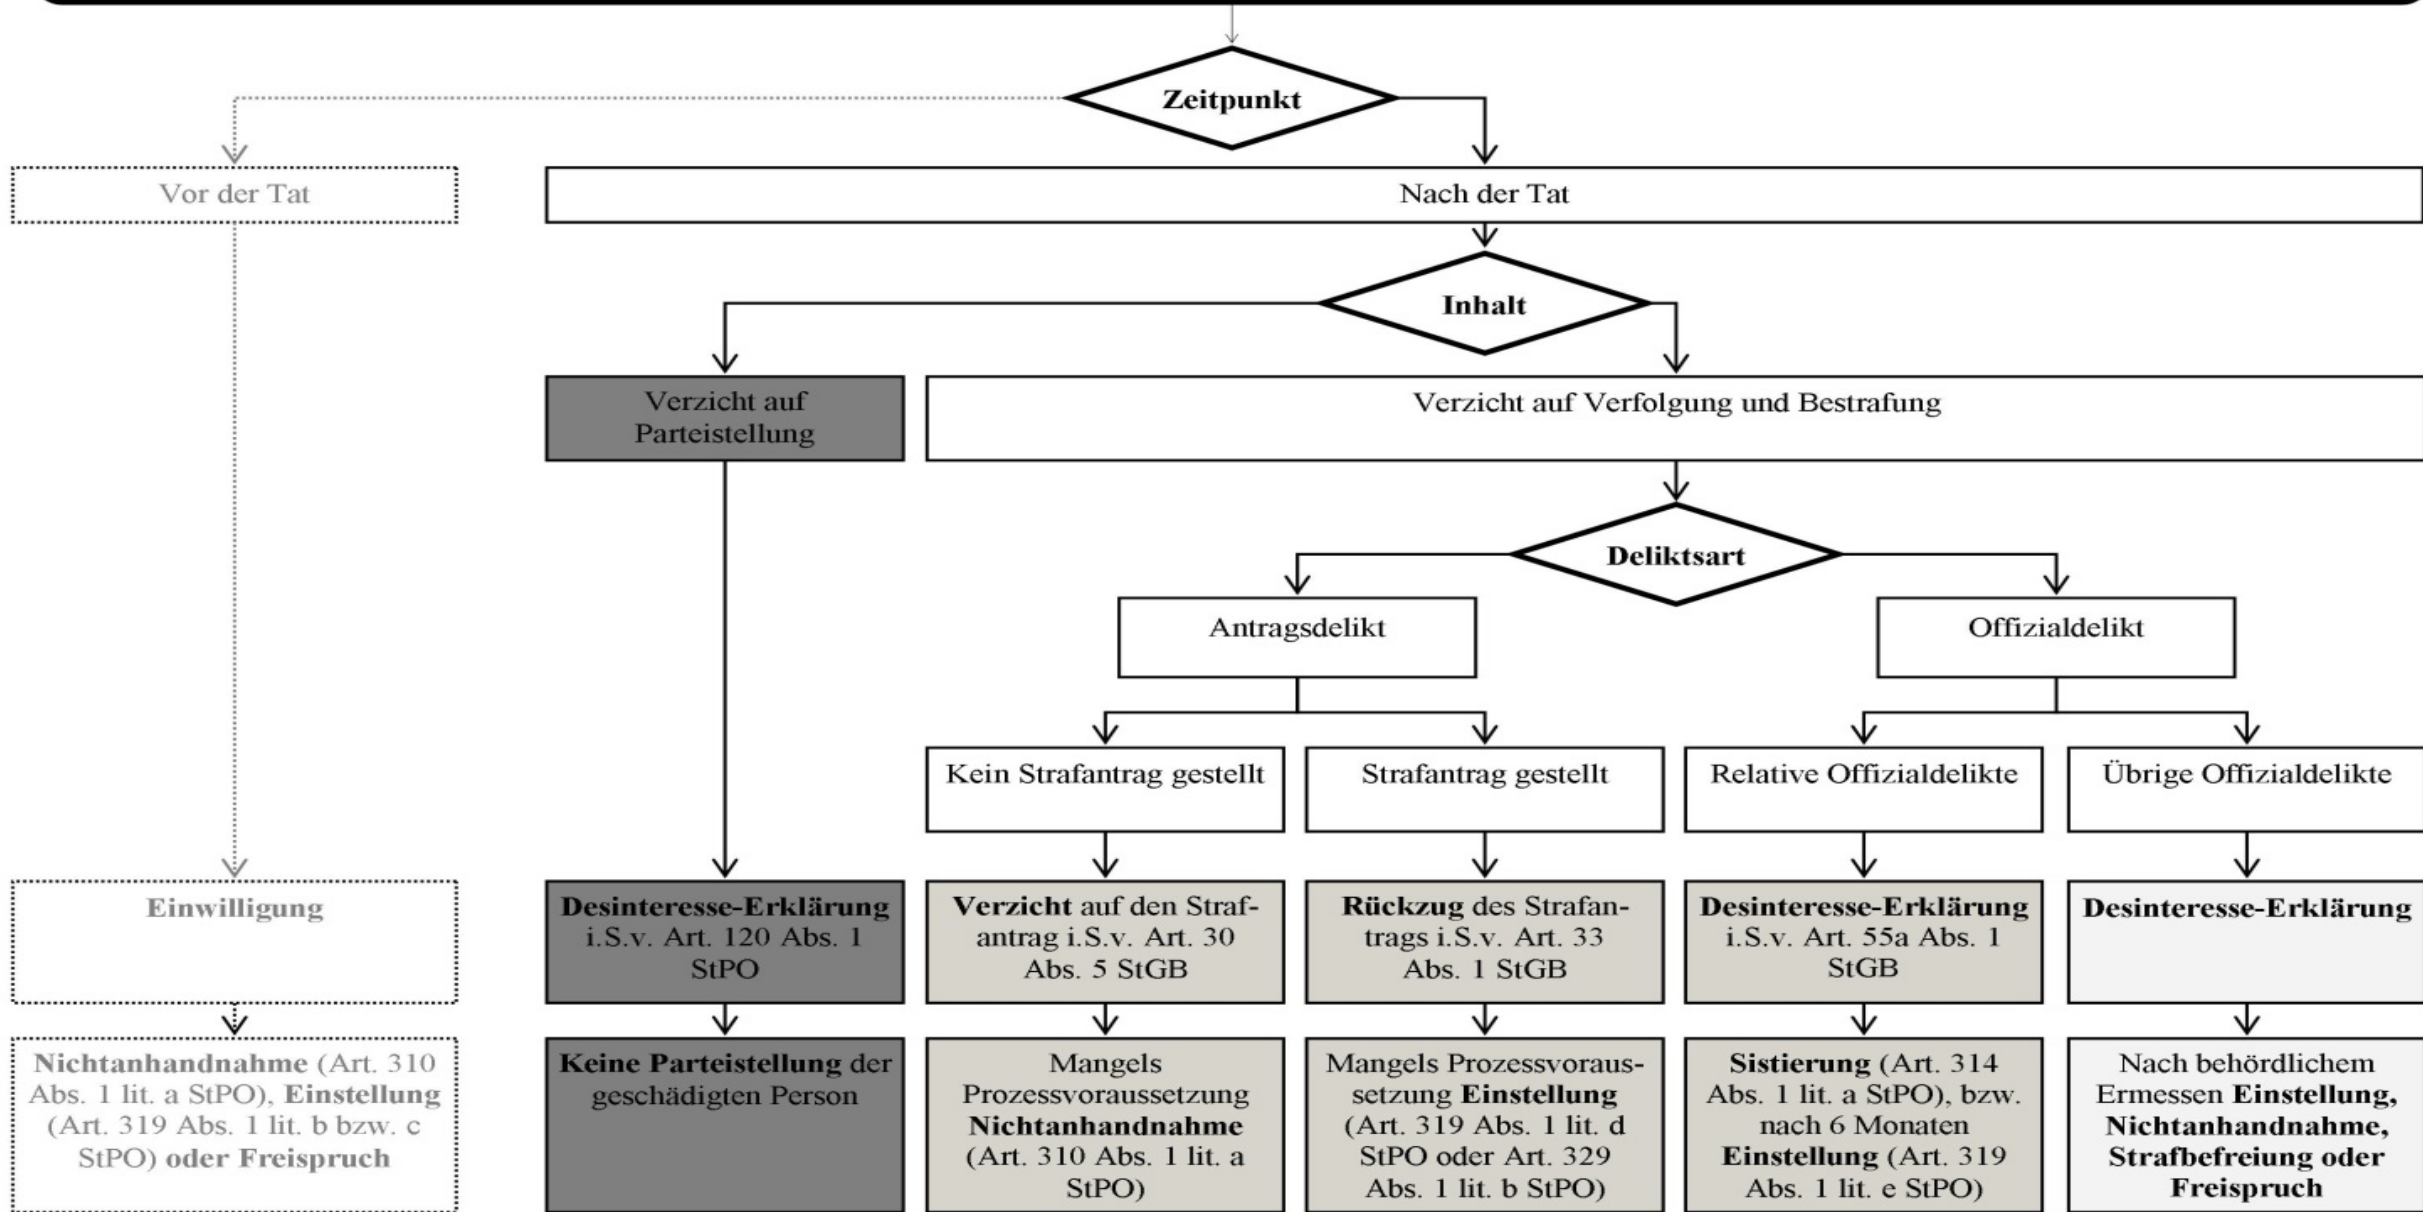 Zeitpunkt
Vor der Tat
Nach der Tat
Inhalt
Verzicht auf
Parteistellung
Verzicht auf Verfolgung und Bestrafung
Deliktsart
Antragsdelikt
Offizialdelikt
Kein Strafantrag gestellt
Strafantrag gestellt
Relative Offizialdelikte
Übrige Offizialdelikte
Einwilligung
Desinteresse-Erklärung
i.S.v. Art. 120 Abs. 1
StPO
Verzicht auf den Straf-
antrag i.S.v. Art. 30
Abs. 5 StGB
Rückzug des Strafan-
trags i.S.v. Art. 33
Abs. 1 StGB
Desinteresse-Erklärung
i.S.v. Art. 55a Abs. 1
StGB
Desinteresse-Erklärung
Nichtanhandnahme (Art. 310
Abs. 1 lit. a StPO), Einstellung
(Art. 319 Abs. 1 lit. b bzw. c
StPO) oder Freispruch
Keine Parteistellung der
geschädigten Person
Mangels
Prozessvoraussetzung
Nichtanhandnahme
(Art. 310 Abs. 1 lit. a
StPO)
Mangels Prozessvoraus-
setzung Einstellung
(Art. 319 Abs. 1 lit. d
StPO oder Art. 329
Abs. 1 lit. b StPO)
Sistierung (Art. 314
Abs. 1 lit. a StPO), bzw.
nach 6 Monaten
Einstellung (Art. 319
Abs. 1 lit. e StPO)
Nach behördlichem
Ermessen Einstellung,
Nichtanhandnahme,
Strafbefreiung oder
Freispruch